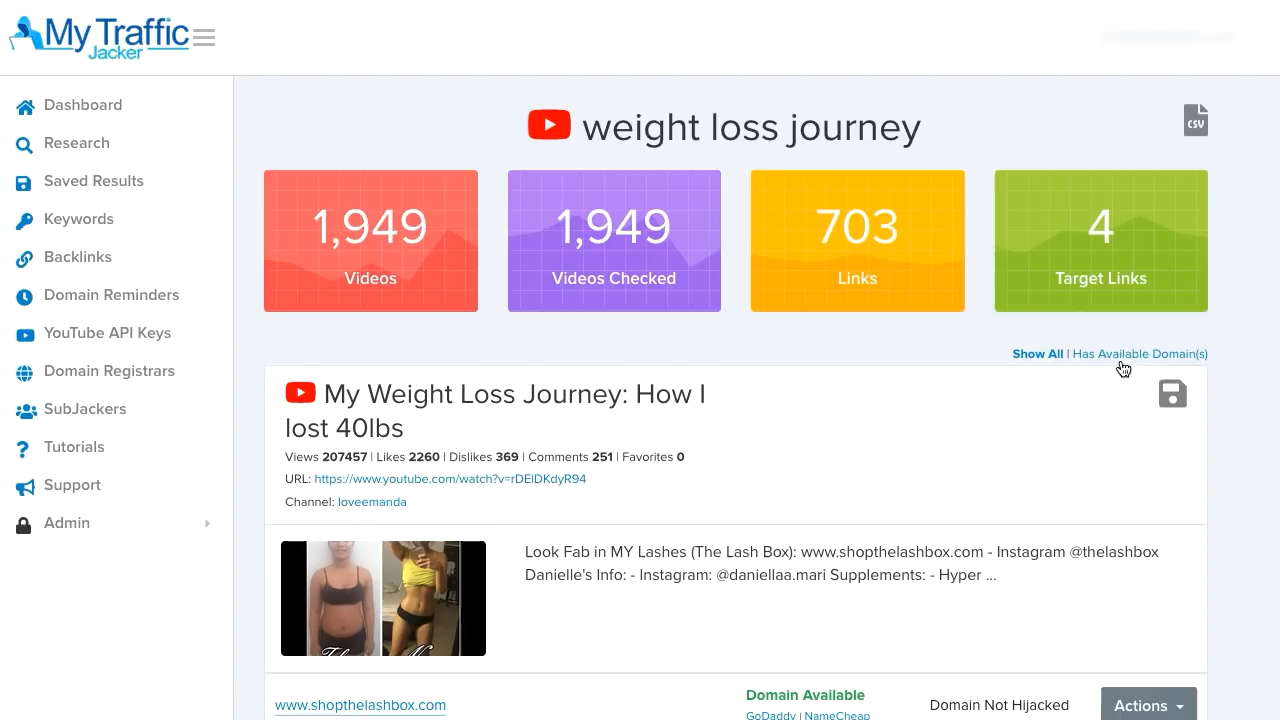 My Traffic
Jacker
Dashboard
Research
Saved Results
Keywords
Backlinks
Domain Reminders
YouTube API Keys
Domain Registrars
SubJackers
Tutorials
Support
Admin
weight loss journey
CSV
1,949
Videos
1,949
Videos Checked
703
Links
4
Target Links
Show All | Has Available Domain(s)
My Weight Loss Journey: How I
lost 40lbs
Views 207457 | Likes 2260 | Dislikes 369 | Comments 251 | Favorites 0
URL: https://www.youtube.com/watch?v=rDElDKdyR94
Channel: loveemanda
Look Fab in MY Lashes (The Lash Box): www.shopthelashbox.com - Instagram @thelashbox
Danielle's Info: - Instagram: @daniellaa.mari Supplements: - Hyper ...
www.shopthelashbox.com
Domain Available
GoDaddy | NameCheap
Domain Not Hijacked
Actions